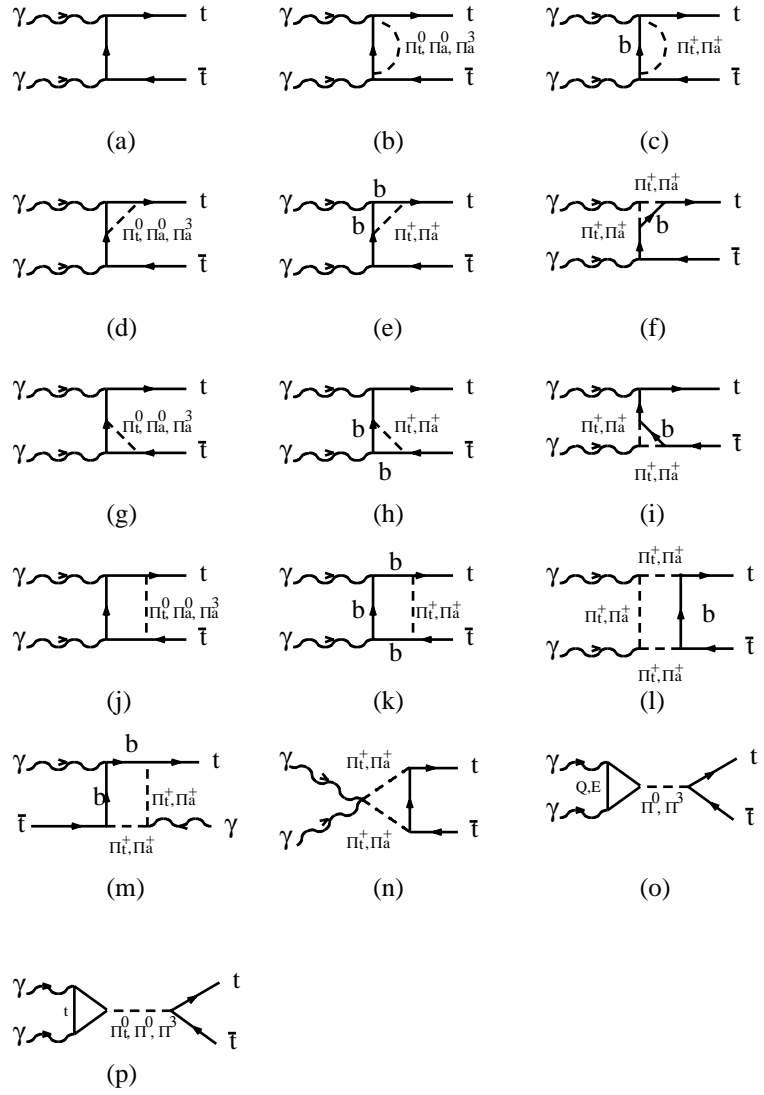 γ t
γ t̄
(a)
γ t
Πt⁰, Πa⁰, Πa³
γ t̄
(b)
γ t
b Πt⁺, Πa⁺
γ t̄
(c)
γ t
Πt⁰, Πa⁰, Πa³
γ t̄
(d)
b
γ t
b Πt⁺, Πa⁺
γ t̄
(e)
Πt⁺, Πa⁺
γ t
Πt⁺, Πa⁺ b
γ t̄
(f)
γ t
Πt⁰, Πa⁰, Πa³
γ t̄
(g)
γ t
b Πt⁺, Πa⁺
γ t̄
b
(h)
γ t
Πt⁺, Πa⁺ b
γ t̄
Πt⁺, Πa⁺
(i)
γ t
Πt⁰, Πa⁰, Πa³
γ t̄
(j)
b
γ t
b Πt⁺, Πa⁺
γ t̄
b
(k)
Πt⁺, Πa⁺
γ t
Πt⁺, Πa⁺ b
γ t̄
Πt⁺, Πa⁺
(l)
b
γ t
b Πt⁺, Πa⁺
t̄ γ
Πt⁺, Πa⁺
(m)
γ Πt⁺, Πa⁺ t
γ t̄
Πt⁺, Πa⁺
(n)
γ t
Q,E
Π⁰, Π³
γ t̄
(o)
γ t
t
Πt⁰, Π⁰, Π³
γ t̄
(p)